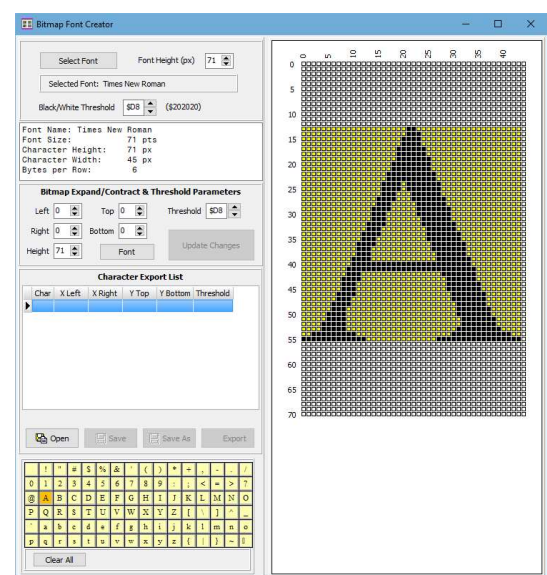 Bitmap Font Creator
Select Font Font Height (px) 71
Selected Font: Times New Roman
Black/White Threshold $D8 ($202020)
Font Name: Times New Roman
Font Size: 71 pts
Character Height: 71 px
Character Width: 45 px
Bytes per Row: 6
Bitmap Expand/Contract & Threshold Parameters
Left 0 Top 0 Threshold $D8
Right 0 Bottom 0
Height 71 Font Update Changes
Character Export List
Char X Left X Right Y Top Y Bottom Threshold
Open Save Save As Export
! " # $ % & ' ( ) * + , - . /
0 1 2 3 4 5 6 7 8 9 : ; < = > ?
@ A B C D E F G H I J K L M N O
P Q R S T U V W X Y Z [ \ ] ^ _
` a b c d e f g h i j k l m n o
p q r s t u v w x y z { | } ~
Clear All
0 5 10 15 20 25 30 35 40
0
5
10
15
20
25
30
35
40
45
50
55
60
65
70